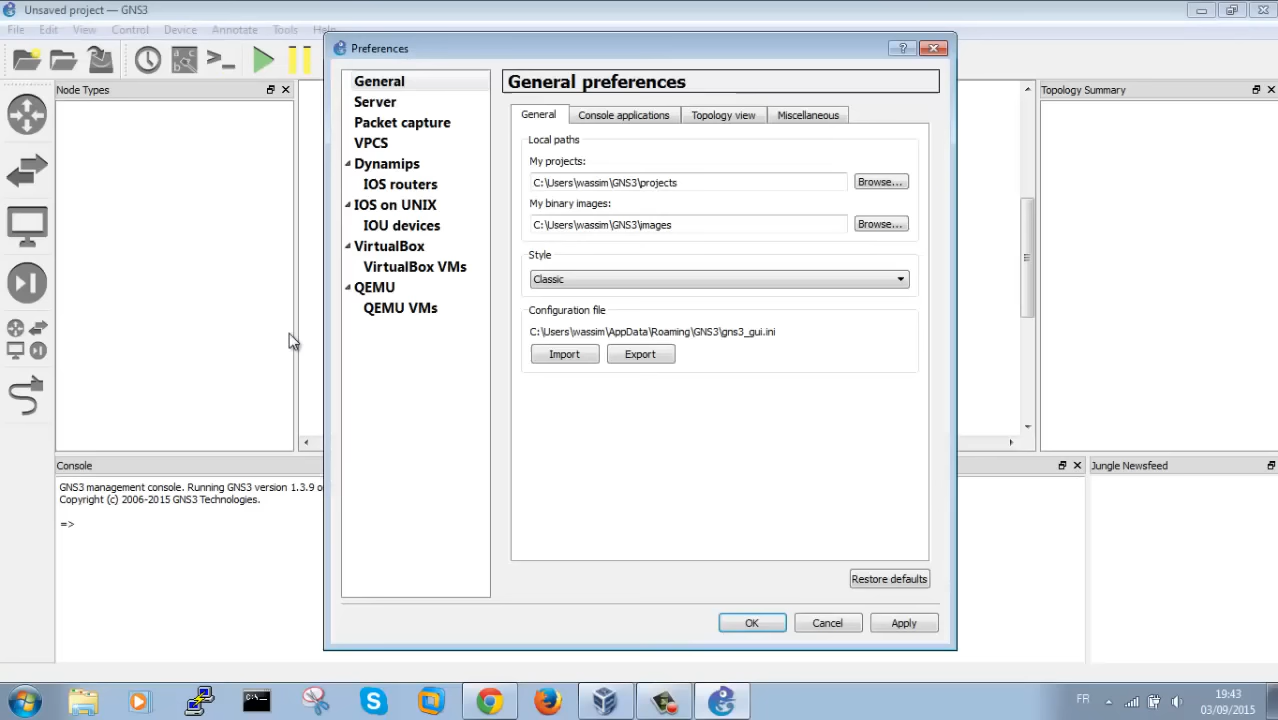 Unsaved project — GNS3
File Edit View Control Device Annotate Tools Help
Node Types
Topology Summary
Preferences
General
Server
Packet capture
VPCS
Dynamips
IOS routers
IOS on UNIX
IOU devices
VirtualBox
VirtualBox VMs
QEMU
QEMU VMs
General preferences
General Console applications Topology view Miscellaneous
Local paths
My projects:
C:\Users\wassim\GNS3\projects Browse...
My binary images:
C:\Users\wassim\GNS3\images Browse...
Style
Classic
Configuration file
C:\Users\wassim\AppData\Roaming\GNS3\gns3_gui.ini
Import Export
Restore defaults
OK Cancel Apply
Console
GNS3 management console. Running GNS3 version 1.3.9 o
Copyright (c) 2006-2015 GNS3 Technologies.
=>
Jungle Newsfeed
FR
19:43
03/09/2015